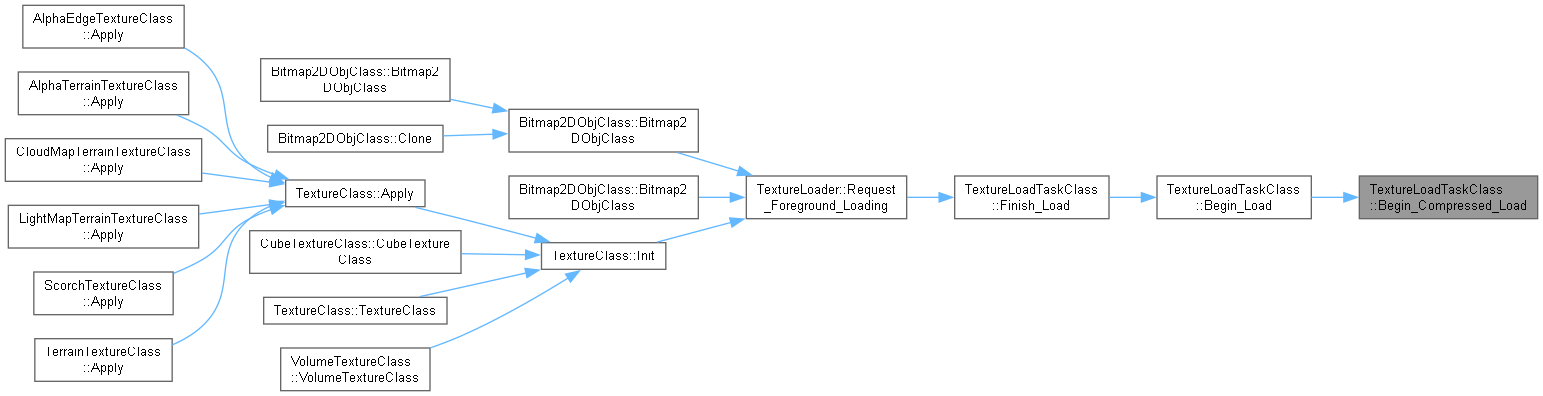 AlphaEdgeTextureClass
::Apply
AlphaTerrainTextureClass
::Apply
CloudMapTerrainTextureClass
::Apply
LightMapTerrainTextureClass
::Apply
ScorchTextureClass
::Apply
TerrainTextureClass
::Apply
Bitmap2DObjClass::Bitmap2
DObjClass
Bitmap2DObjClass::Clone
TextureClass::Apply
CubeTextureClass::CubeTexture
Class
TextureClass::TextureClass
VolumeTextureClass
::VolumeTextureClass
Bitmap2DObjClass::Bitmap2
DObjClass
Bitmap2DObjClass::Bitmap2
DObjClass
TextureClass::Init
TextureLoader::Request
_Foreground_Loading
TextureLoadTaskClass
::Finish_Load
TextureLoadTaskClass
::Begin_Load
TextureLoadTaskClass
::Begin_Compressed_Load